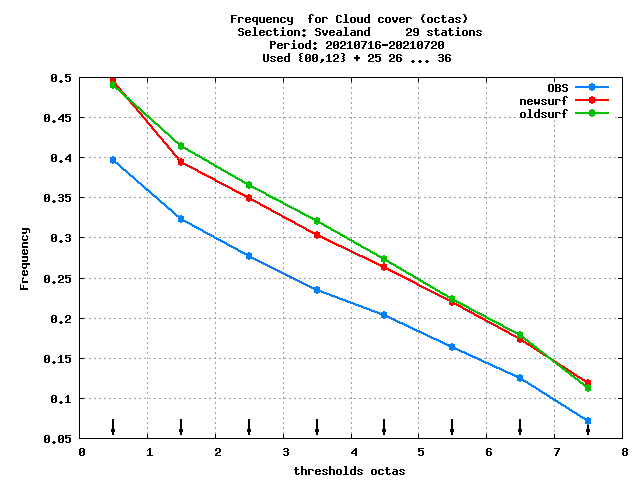 Frequency  for Cloud cover (octas)
Selection: Svealand     29 stations
Period: 20210716-20210720
Used {00,12} + 25 26 ... 36
OBS
newsurf
oldsurf
0.5
0.45
0.4
0.35
0.3
0.25
0.2
0.15
0.1
0.05
Frequency
0 1 2 3 4 5 6 7 8
thresholds octas